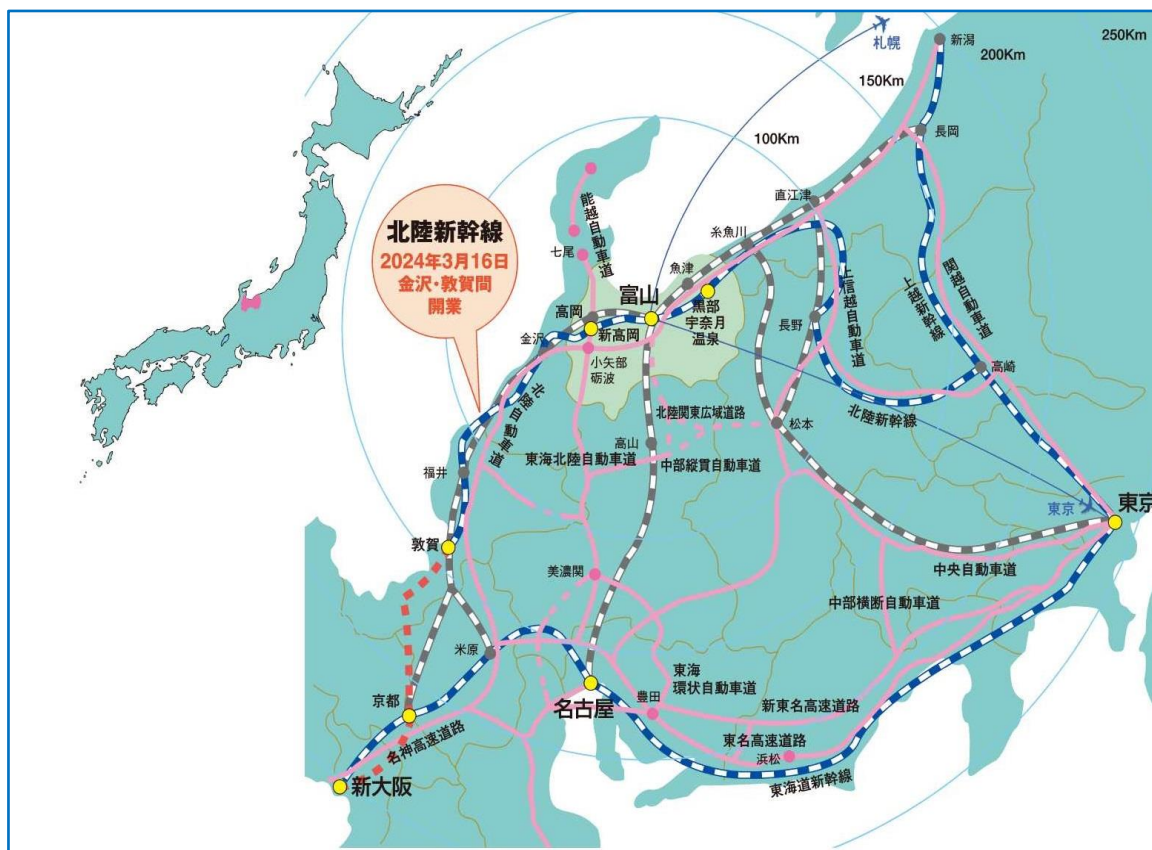 札幌
新潟
250Km
200Km
150Km
長岡
100Km
直江津
能越自動車道
糸魚川
北陸新幹線
2024年3月16日
金沢・敦賀間
開業
七尾
魚津
上信越自動車道
上越新幹線
関越自動車道
富山
黒部
宇奈月
温泉
高岡
新高岡
金沢
長野
小矢部
砺波
高崎
北陸自動車道
北陸関東広域道路
北陸新幹線
松本
高山
東海北陸自動車道
中部縦貫自動車道
福井
東京
東京
敦賀
中央自動車道
美濃関
中部横断自動車道
米原
東海
環状自動車道
豊田
京都
名古屋
新東名高速道路
東名高速道路
浜松
名神高速道路
東海道新幹線
新大阪